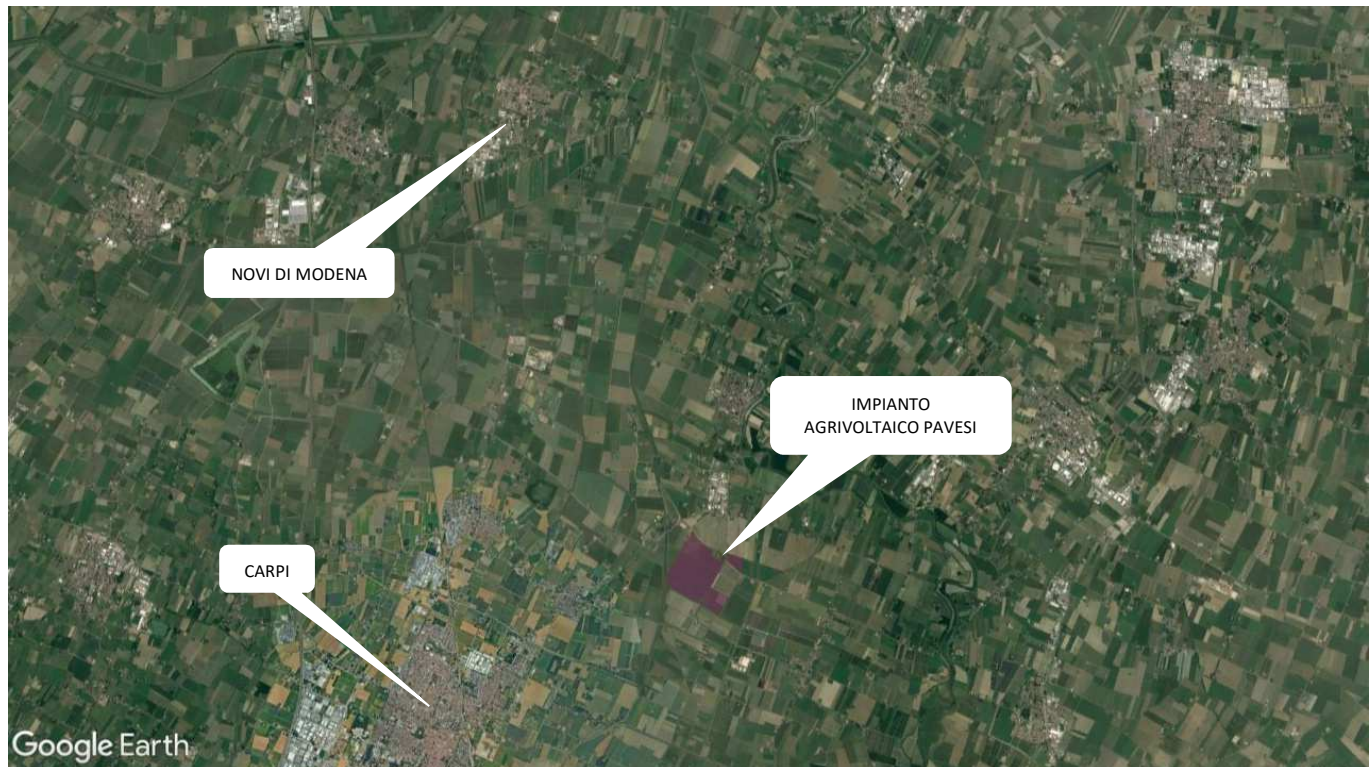 NOVI DI MODENA
IMPIANTO
AGRIVOLTAICO PAVESI
CARPI
Google Earth